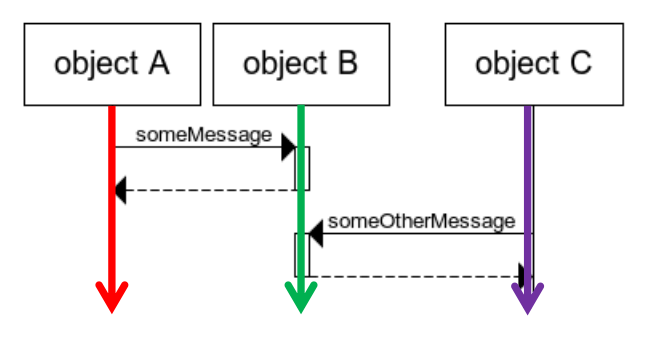 object A
object B
object C
someMessage
someOtherMessage